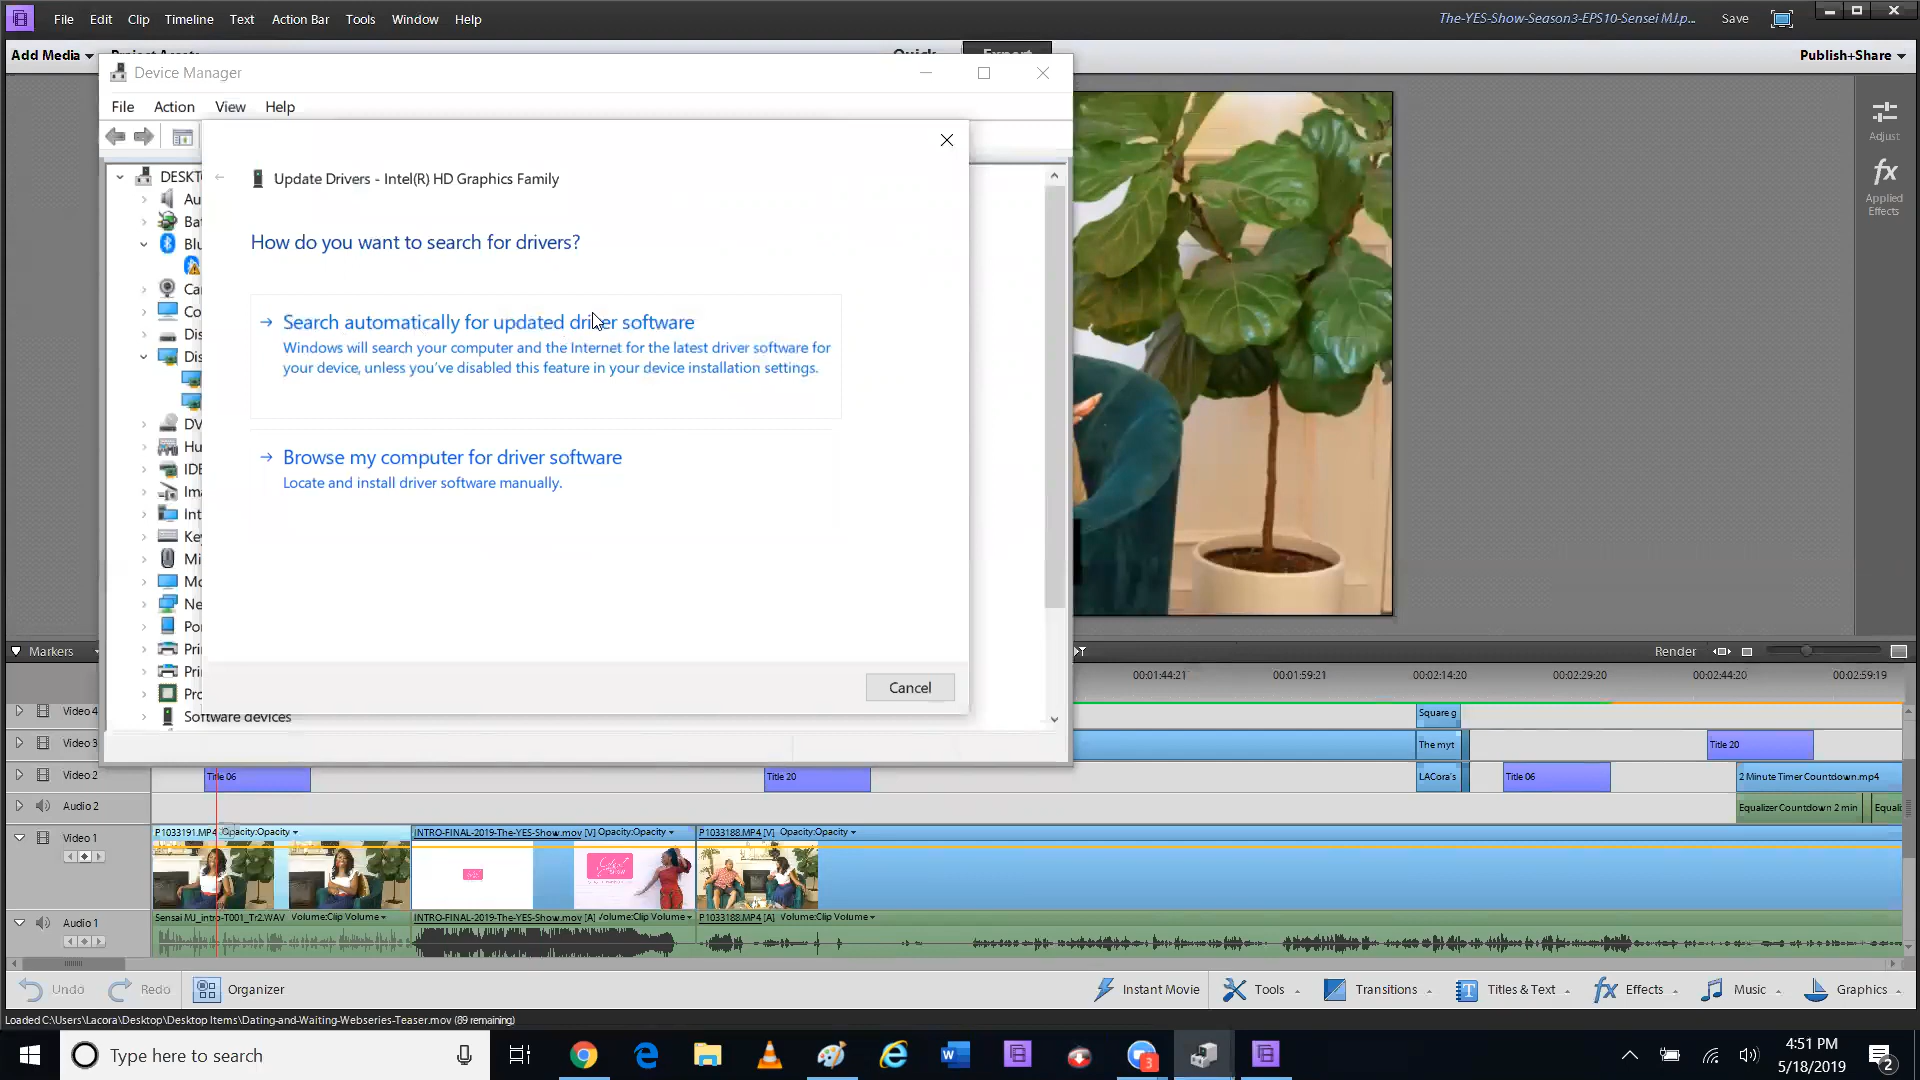 File Edit Clip Timeline Text Action Bar Tools Window Help
The-YES-Show-Season3-EPS10-Sensei MJ.p...
Save
Add Media
Publish+Share
Device Manager
File Action View Help
Update Drivers - Intel(R) HD Graphics Family
How do you want to search for drivers?
Search automatically for updated driver software
Windows will search your computer and the Internet for the latest driver software for
your device, unless you've disabled this feature in your device installation settings.
Browse my computer for driver software
Locate and install driver software manually.
Cancel
DESKT
Au
Bat
Blu
Ca
Co
Dis
Dis
DV
Hu
IDE
Ima
Int
Key
Mi
Mo
Ne
Por
Pri
Pri
Pro
Software devices
Adjust
fx
Applied
Effects
Markers
Render
00:01:44:21 00:01:59:21 00:02:14:20 00:02:29:20 00:02:44:20 00:02:59:19
Video 4
Square g
Video 3
The myt
Title 20
Video 2
Title 06
Title 20
LACora's
Title 06
2 Minute Timer Countdown.mp4
Audio 2
Equalizer Countdown 2 min
Equali
Video 1
P1033191.MP4 Opacity:Opacity
INTRO-FINAL-2019-The-YES-Show.mov [V] Opacity:Opacity
P1033188.MP4 [V] Opacity:Opacity
Audio 1
Sensai MJ_intro-T001_Tr2.WAV Volume:Clip Volume
INTRO-FINAL-2019-The-YES-Show.mov [A] Volume:Clip Volume
P1033188.MP4 [A] Volume:Clip Volume
Undo Redo Organizer
Instant Movie Tools Transitions Titles & Text Effects Music Graphics
Loaded C:\Users\Lacora\Desktop\Desktop Items\Dating-and-Waiting-Webseries-Teaser.mov (89 remaining)
Type here to search
3
4:51 PM
5/18/2019
2